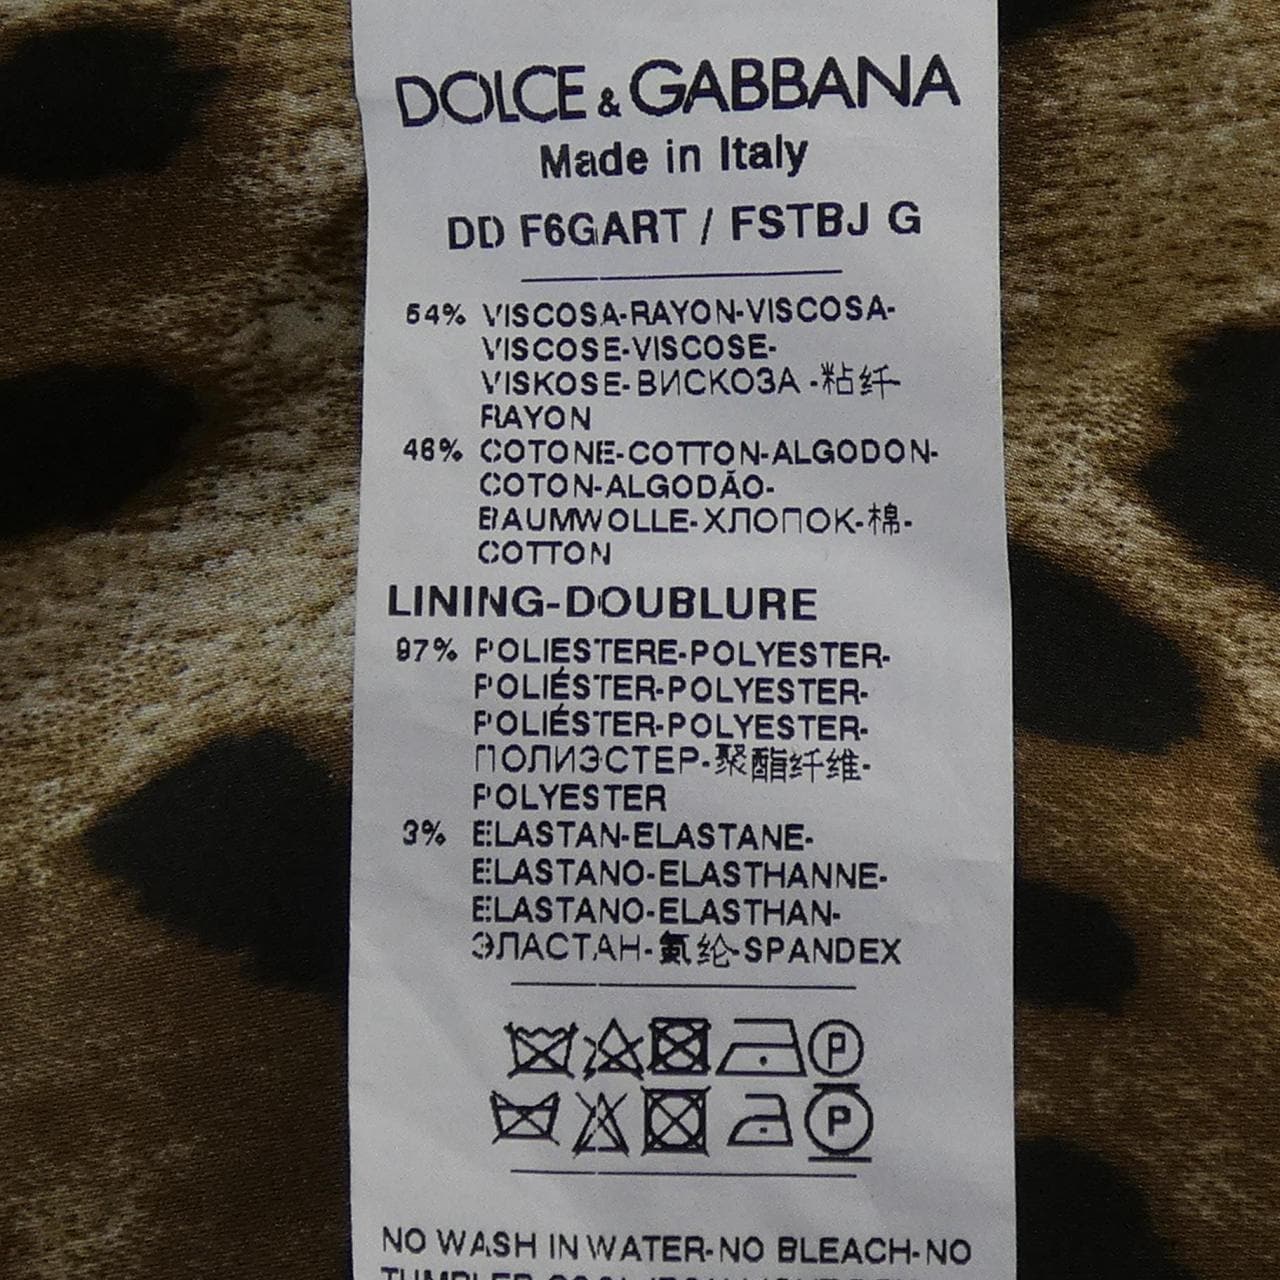 DOLCE & GABBANA
Made in Italy
DD F6GART / FSTBJ G
54% VISCOSA-RAYON-VISCOSA-
VISCOSE-VISCOSE-
VISKOSE-ВИСКОЗА -粘纤-
RAYON
46% COTONE-COTTON-ALGODON-
COTON-ALGODÃO-
BAUMWOLLE-ХЛОПОК-棉-
COTTON
LINING-DOUBLURE
97% POLIESTERE-POLYESTER-
POLIÉSTER-POLYESTER-
POLIÉSTER-POLYESTER-
ПОЛИЭСТЕР-聚酯纤维-
POLYESTER
3% ELASTAN-ELASTANE-
ELASTANO-ELASTHANNE-
ELASTANO-ELASTHAN-
ЭЛАСТАН-氨纶-SPANDEX
P
P
NO WASH IN WATER-NO BLEACH-NO